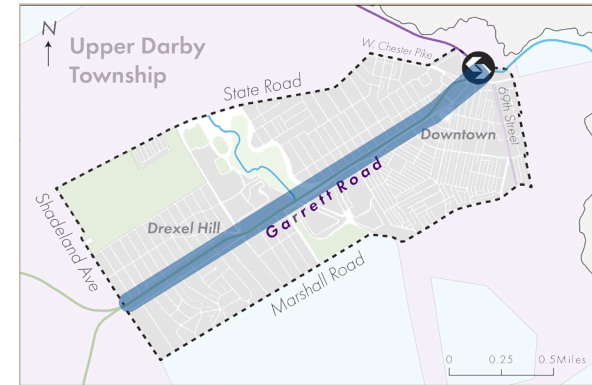 N
Upper Darby
Township
W. Chester Pike
State Road
69th Street
Downtown
Garrett Road
Drexel Hill
Shadeland Ave
Marshall Road
0 0.25 0.5Miles